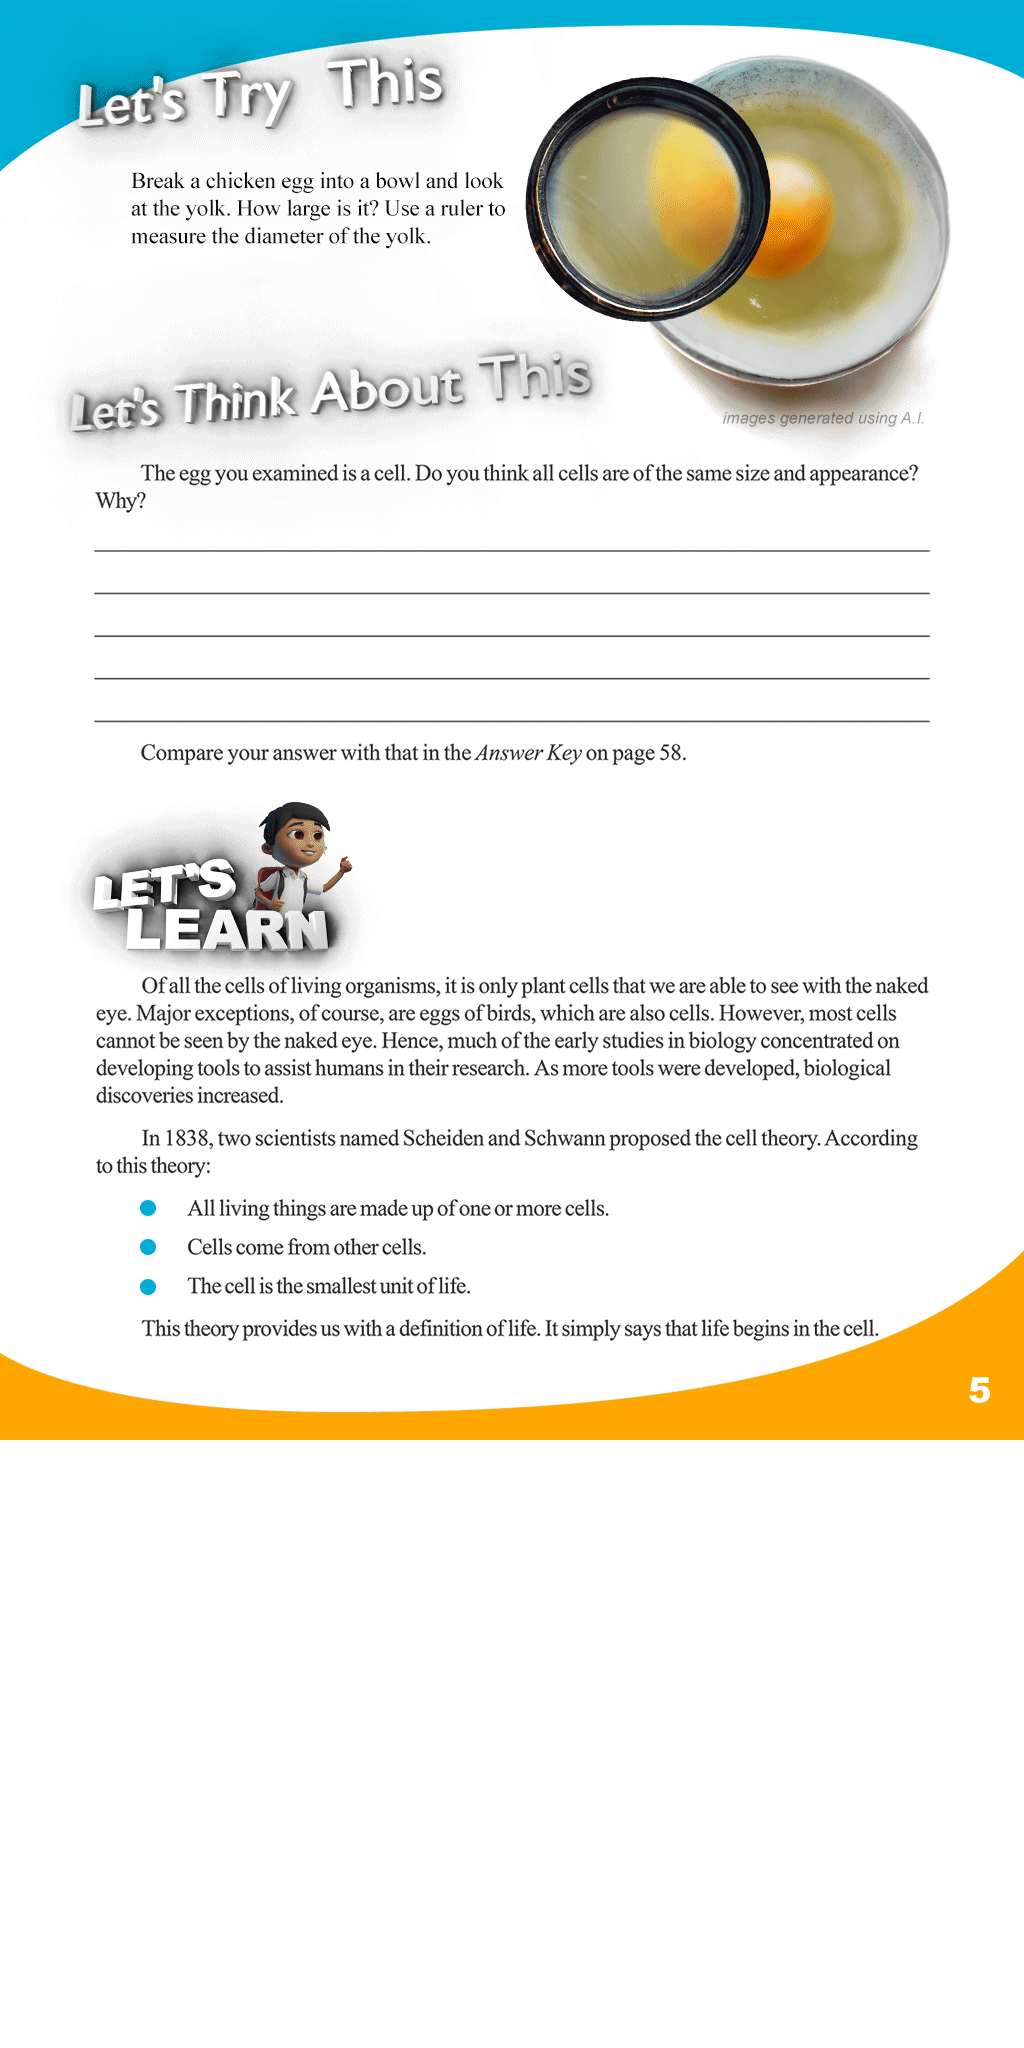 Let's Try This
Break a chicken egg into a bowl and look
at the yolk. How large is it? Use a ruler to
measure the diameter of the yolk.
images generated using A.I.
Let's Think About This
The egg you examined is a cell. Do you think all cells are of the same size and appearance?
Why?
Compare your answer with that in the Answer Key on page 58.
LET'S
LEARN
Of all the cells of living organisms, it is only plant cells that we are able to see with the naked
eye. Major exceptions, of course, are eggs of birds, which are also cells. However, most cells
cannot be seen by the naked eye. Hence, much of the early studies in biology concentrated on
developing tools to assist humans in their research. As more tools were developed, biological
discoveries increased.
In 1838, two scientists named Scheiden and Schwann proposed the cell theory. According
to this theory:
All living things are made up of one or more cells.
Cells come from other cells.
The cell is the smallest unit of life.
This theory provides us with a definition of life. It simply says that life begins in the cell.
5